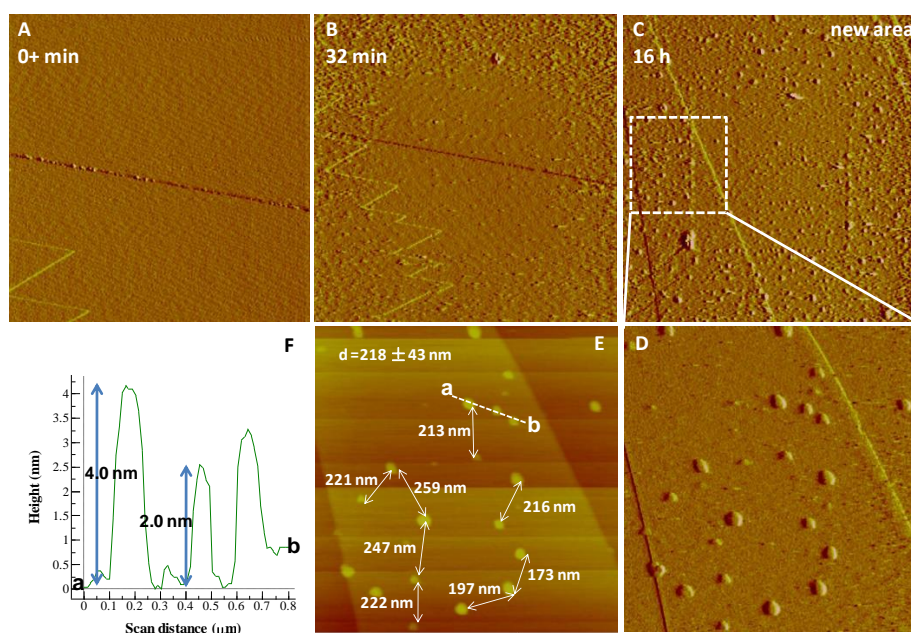 A
0+ min
B
32 min
C
new area
16 h
F
Height (nm)
4
3.5
3
2.5
2
1.5
1
0.5
0
4.0 nm
2.0 nm
a
b
0
0.1
0.2
0.3
0.4
0.5
0.6
0.7
0.8
Scan distance (μm)
E
d=218 ±43 nm
a
b
213 nm
221 nm
259 nm
216 nm
247 nm
173 nm
197 nm
222 nm
D